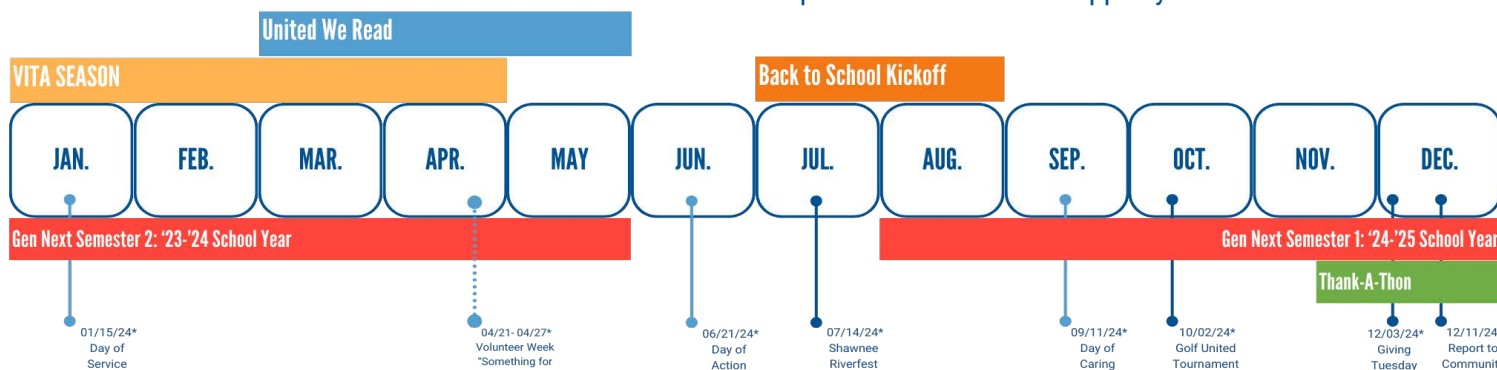 United We Read
VITA SEASON
Back to School Kickoff
JAN.
FEB.
MAR.
APR.
MAY
JUN.
JUL.
AUG.
SEP.
OCT.
NOV.
DEC.
Gen Next Semester 2: ‘23-’24 School Year
Gen Next Semester 1: ‘24-’25 School Year
Thank-A-Thon
01/15/24*
Day of
Service
04/21- 04/27*
Volunteer Week
"Something for
06/21/24*
Day of
Action
07/14/24*
Shawnee
Riverfest
09/11/24*
Day of
Caring
10/02/24*
Golf United
Tournament
12/03/24*
Giving
Tuesday
12/11/24
Report to